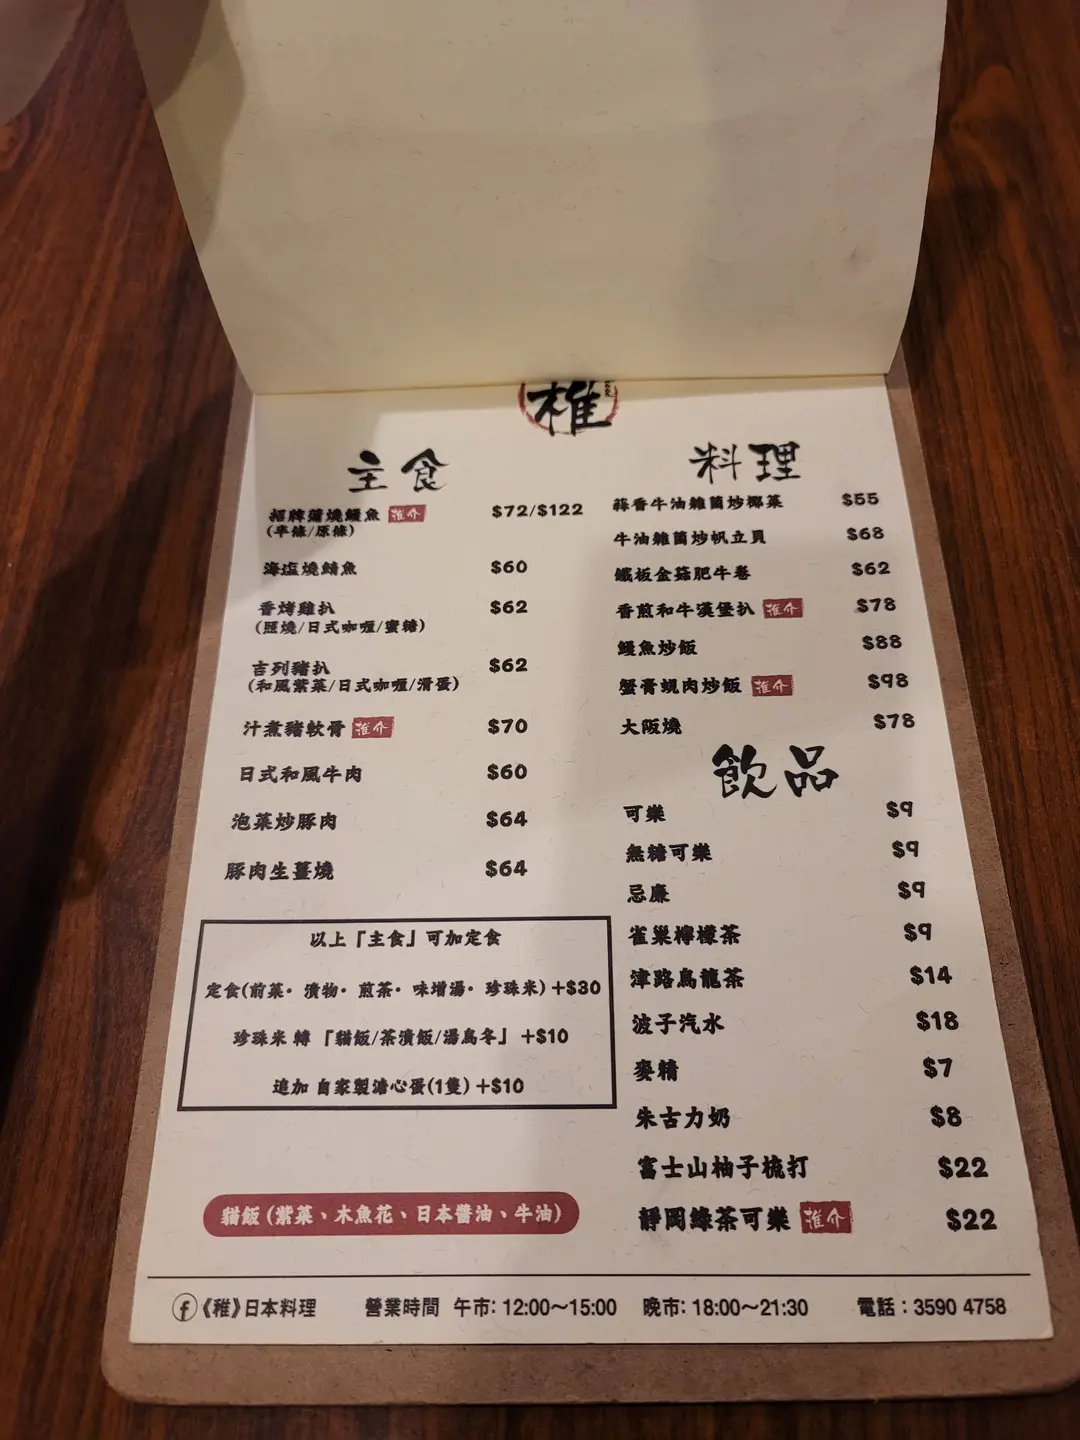 稚
主食
招牌蒲燒鰻魚 推介 $72/$122
(半條/原條)
海塩燒鯖魚 $60
香烤雞扒 $62
(照燒/日式咖喱/蜜糖)
吉列豬扒 $62
(和風紫菜/日式咖喱/滑蛋)
汁煮豬軟骨 推介 $70
日式和風牛肉 $60
泡菜炒豚肉 $64
豚肉生薑燒 $64
以上「主食」可加定食
定食(前菜· 漬物· 煎茶· 味增湯· 珍珠米) +$30
珍珠米 轉 「貓飯/茶漬飯/湯烏冬」 +$10
追加 自家製溏心蛋(1隻) +$10
貓飯 (紫菜、木魚花、日本醬油、牛油)
料理
蒜香牛油雜菌炒椰菜 $55
牛油雜菌炒帆立貝 $68
鐵板金菇肥牛卷 $62
香煎和牛漢堡扒 推介 $78
鰻魚炒飯 $88
蟹膏蜆肉炒飯 推介 $98
大阪燒 $78
飲品
可樂 $9
無糖可樂 $9
忌廉 $9
雀巢檸檬茶 $9
津路烏龍茶 $14
波子汽水 $18
麥精 $7
朱古力奶 $8
富士山柚子梳打 $22
靜岡綠茶可樂 推介 $22
f 《稚》日本料理 營業時間 午市: 12:00～15:00 晚市: 18:00～21:30 電話：3590 4758